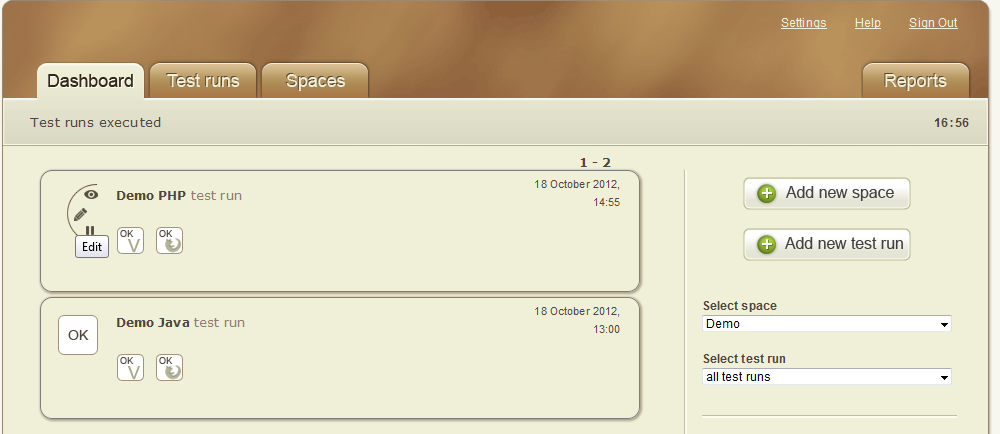 Settings Help Sign Out
Dashboard Test runs Spaces Reports
Test runs executed 16:56
1 - 2
Demo PHP test run
18 October 2012,
14:55
Edit
OK V OK
OK
Demo Java test run
18 October 2012,
13:00
OK V OK
Add new space
Add new test run
Select space
Demo
Select test run
all test runs